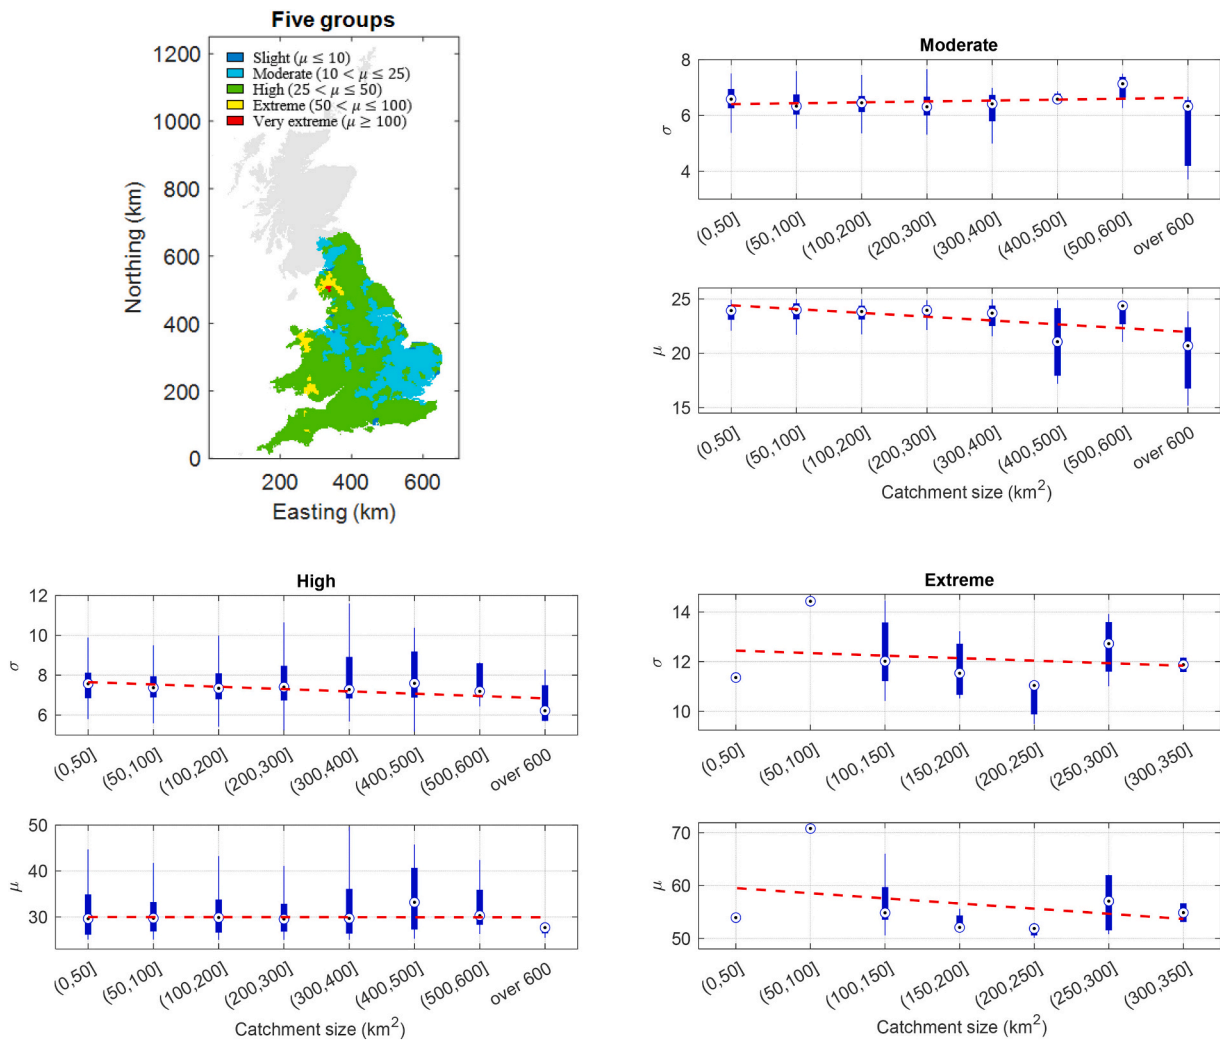 Five groups
1200
1000
800
600
400
200
0
Northing (km)
Slight (μ ≤ 10)
Moderate (10 < μ ≤ 25)
High (25 < μ ≤ 50)
Extreme (50 < μ ≤ 100)
Very extreme (μ ≥ 100)
200 400 600
Easting (km)
Moderate
8
6
4
σ
(0,50] (50,100] (100,200] (200,300] (300,400] (400,500] (500,600] over 600
25
20
15
μ
(0,50] (50,100] (100,200] (200,300] (300,400] (400,500] (500,600] over 600
Catchment size (km²)
High
12
10
8
6
σ
(0,50] (50,100] (100,200] (200,300] (300,400] (400,500] (500,600] over 600
50
40
30
μ
(0,50] (50,100] (100,200] (200,300] (300,400] (400,500] (500,600] over 600
Catchment size (km²)
Extreme
14
12
10
σ
(0,50] (50,100] (100,150] (150,200] (200,250] (250,300] (300,350]
70
60
50
μ
(0,50] (50,100] (100,150] (150,200] (200,250] (250,300] (300,350]
Catchment size (km²)